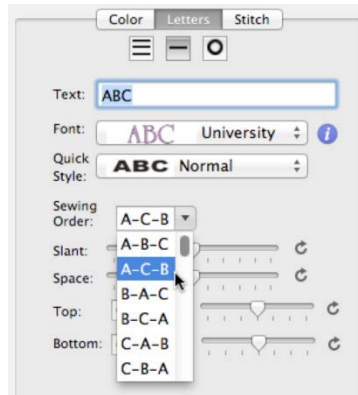 Color Letters Stitch
Text: ABC
Font: ABC University
Quick Style: ABC Normal
Sewing Order: A-C-B
A-B-C
Slant:
A-C-B
Space:
B-A-C
Top:
B-C-A
Bottom:
C-A-B
C-B-A